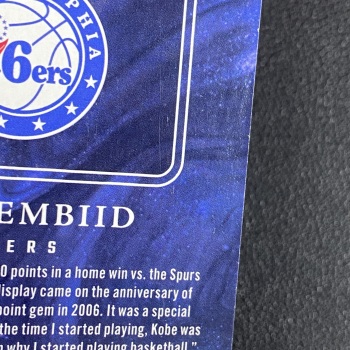 PHIA
76ers
EMBIID
ERS
0 points in a home win vs. the Spurs
display came on the anniversary of
point gem in 2006. It was a special
the time I started playing, Kobe was
n why I started playing basketball."